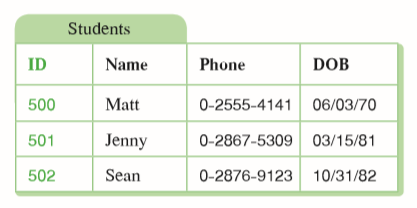 Students
ID Name Phone DOB
500 Matt 0-2555-4141 06/03/70
501 Jenny 0-2867-5309 03/15/81
502 Sean 0-2876-9123 10/31/82